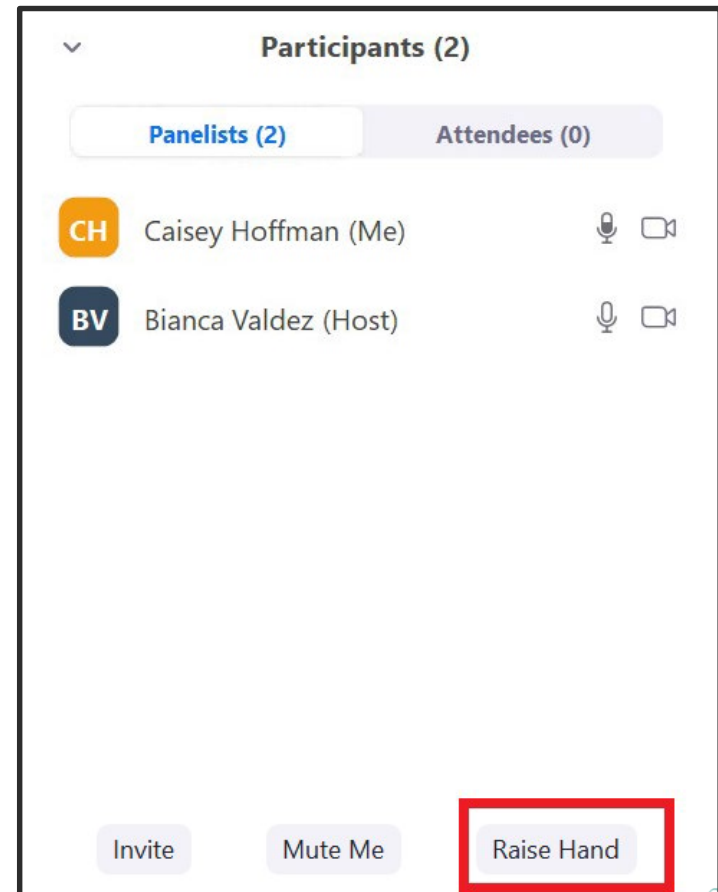 Participants (2)
Panelists (2) Attendees (0)
CH Caisey Hoffman (Me)
BV Bianca Valdez (Host)
Invite Mute Me Raise Hand